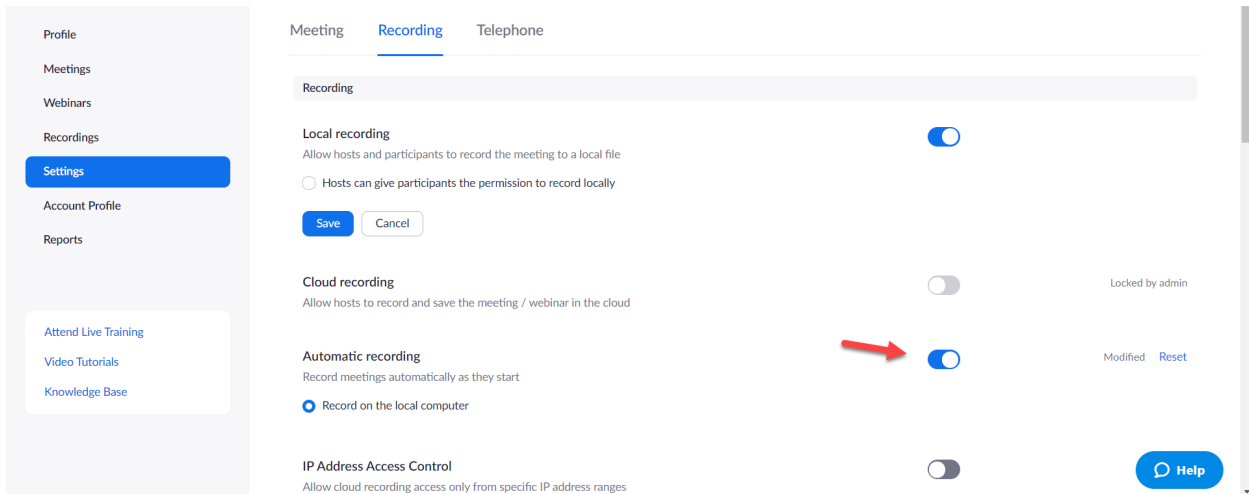 Profile
Meetings
Webinars
Recordings
Settings
Account Profile
Reports
Attend Live Training
Video Tutorials
Knowledge Base
Meeting Recording Telephone
Recording
Local recording
Allow hosts and participants to record the meeting to a local file
Hosts can give participants the permission to record locally
Save Cancel
Cloud recording
Locked by admin
Allow hosts to record and save the meeting / webinar in the cloud
Automatic recording
Modified Reset
Record meetings automatically as they start
Record on the local computer
IP Address Access Control
Allow cloud recording access only from specific IP address ranges
Help